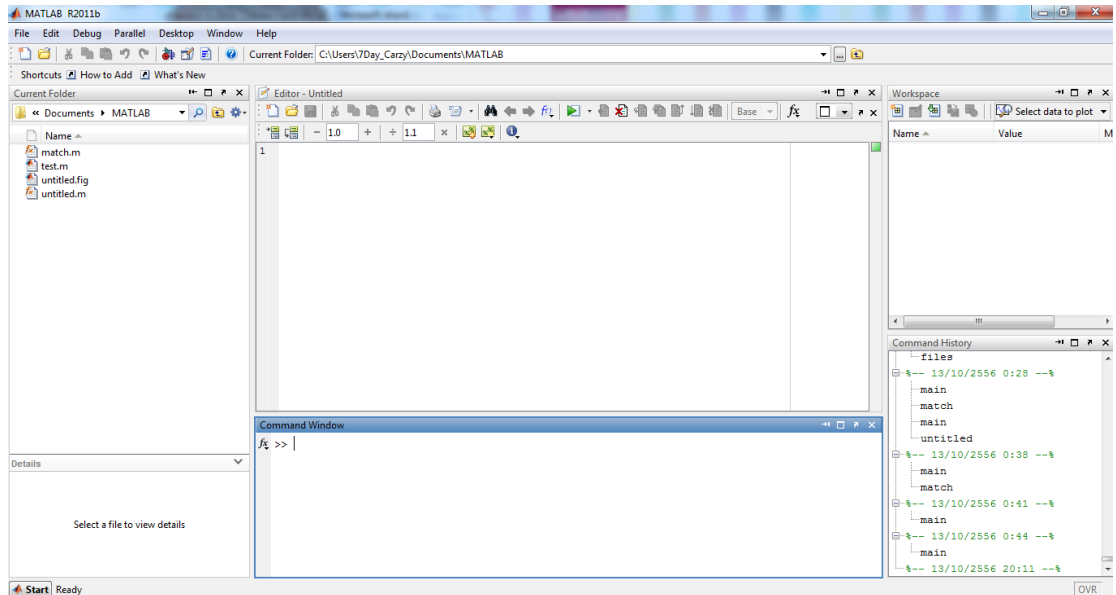 MATLAB R2011b
File Edit Debug Parallel Desktop Window Help
Current Folder: C:\Users\7Day_Carzy\Documents\MATLAB
Shortcuts How to Add What's New
Current Folder
« Documents MATLAB
Name
match.m
test.m
untitled.fig
untitled.m
Details
Select a file to view details
Editor - Untitled
Base fx
- 1.0 + ÷ 1.1 ×
1
Command Window
fx >>
Workspace
Select data to plot
Name Value M
Command History
files
%-- 13/10/2556 0:28 --%
main
match
main
untitled
%-- 13/10/2556 0:38 --%
main
match
%-- 13/10/2556 0:41 --%
main
%-- 13/10/2556 0:44 --%
main
%-- 13/10/2556 20:11 --%
Start Ready
OVR